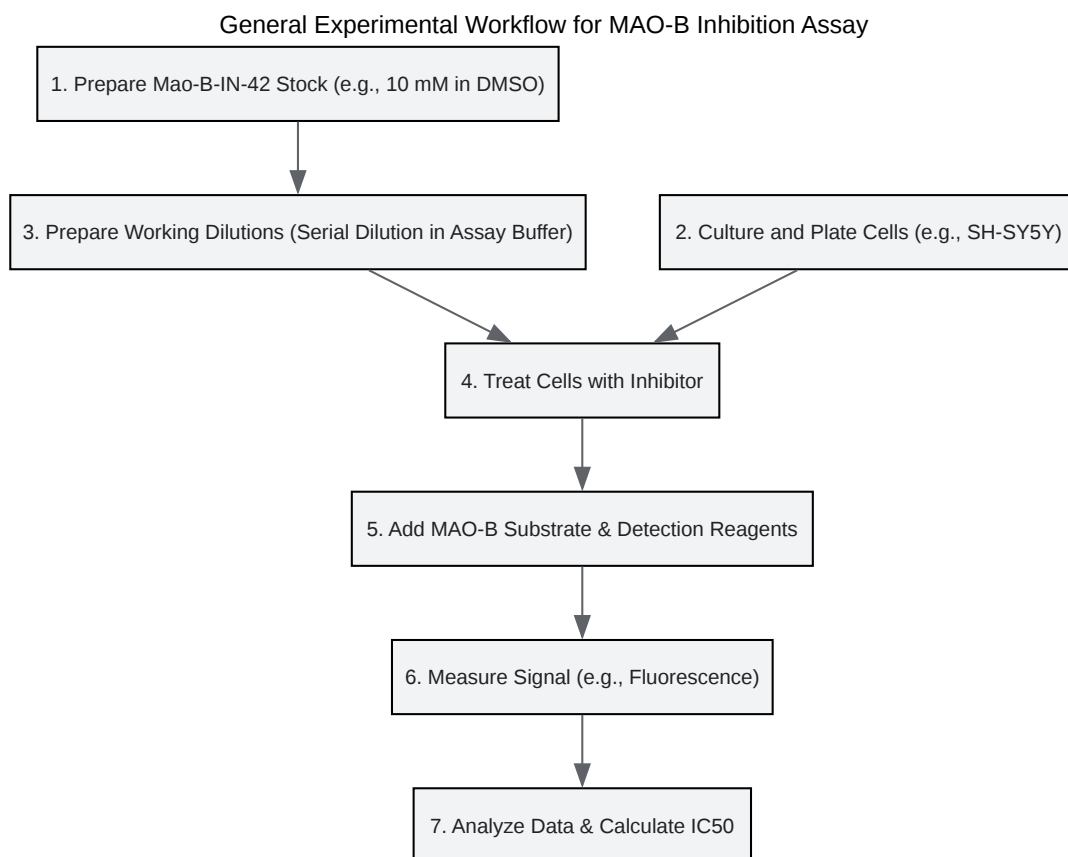 General Experimental Workflow for MAO-B Inhibition Assay
1. Prepare Mao-B-IN-42 Stock (e.g., 10 mM in DMSO)
3. Prepare Working Dilutions (Serial Dilution in Assay Buffer)
2. Culture and Plate Cells (e.g., SH-SY5Y)
4. Treat Cells with Inhibitor
5. Add MAO-B Substrate & Detection Reagents
6. Measure Signal (e.g., Fluorescence)
7. Analyze Data & Calculate IC50